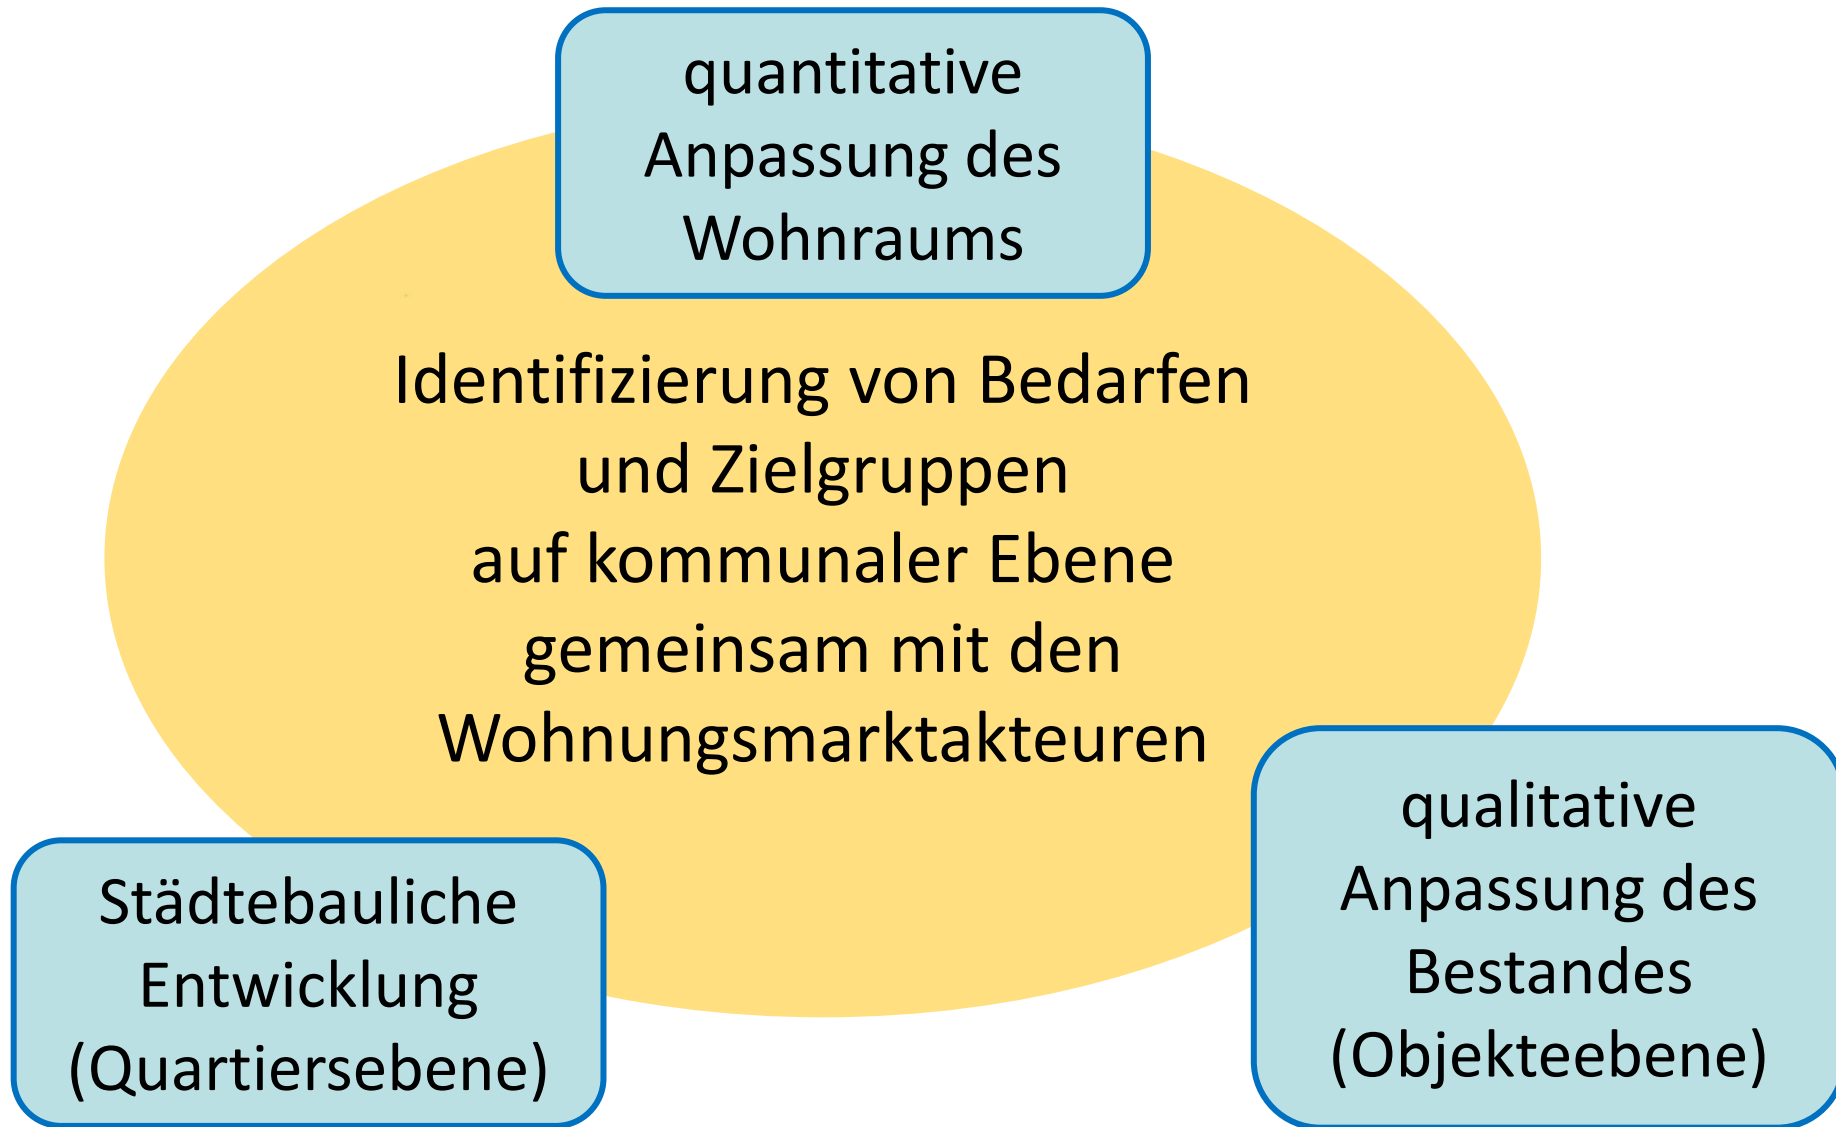 quantitative
Anpassung des
Wohnraums
Identifizierung von Bedarfen
und Zielgruppen
auf kommunaler Ebene
gemeinsam mit den
Wohnungsmarktakteuren
Städtebauliche
Entwicklung
(Quartiersebene)
qualitative
Anpassung des
Bestandes
(Objekteebene)